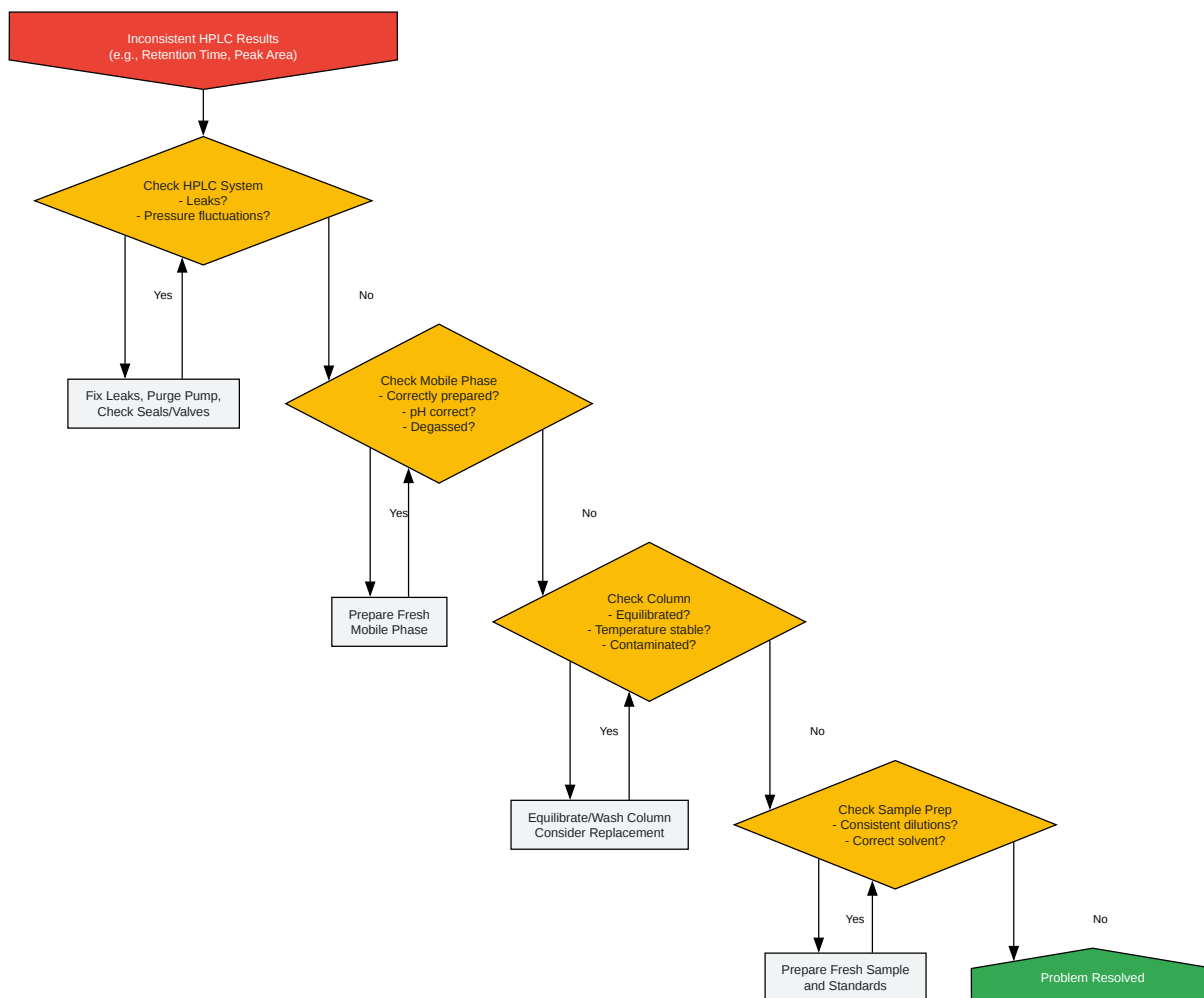 Inconsistent HPLC Results
(e.g., Retention Time, Peak Area)
Check HPLC System
- Leaks?
- Pressure fluctuations?
Yes
No
Fix Leaks, Purge Pump,
Check Seals/Valves
Check Mobile Phase
- Correctly prepared?
- pH correct?
- Degassed?
Yes
No
Prepare Fresh
Mobile Phase
Check Column
- Equilibrated?
- Temperature stable?
- Contaminated?
Yes
No
Equilibrate/Wash Column
Consider Replacement
Check Sample Prep
- Consistent dilutions?
- Correct solvent?
Yes
No
Prepare Fresh Sample
and Standards
Problem Resolved